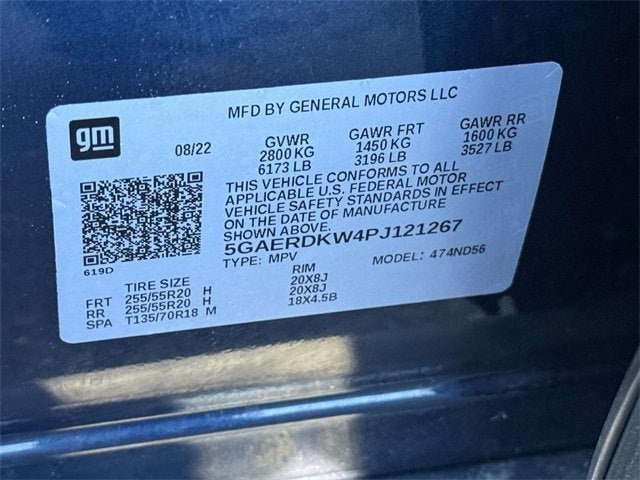 MFD BY GENERAL MOTORS LLC
gm
08/22
GVWR GAWR FRT GAWR RR
2800 KG 1450 KG 1600 KG
6173 LB 3196 LB 3527 LB
THIS VEHICLE CONFORMS TO ALL
APPLICABLE U.S. FEDERAL MOTOR
VEHICLE SAFETY STANDARDS IN EFFECT
ON THE DATE OF MANUFACTURE
SHOWN ABOVE.
5GAERDKW4PJ121267
TYPE: MPV MODEL: 474ND56
619D
TIRE SIZE RIM
FRT 255/55R20 H 20X8J
RR 255/55R20 H 20X8J
SPA T135/70R18 M 18X4.5B